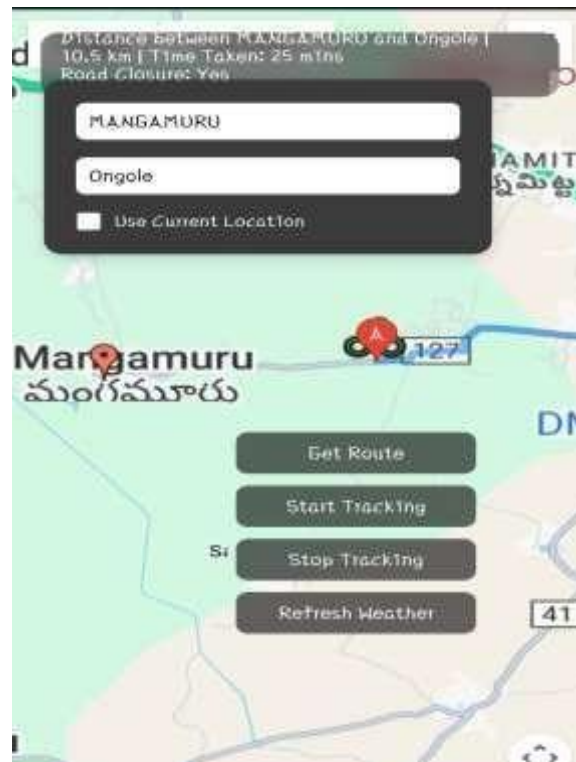 Distance between MANGAMURU and Ongole |
10.5 km | Time Taken: 25 mins
Road Closure: Yes
MANGAMURU
Ongole
Use Current Location
AMIT
A
127
Mangamuru
మంగమూరు
DN
Get Route
Start Tracking
Stop Tracking
Refresh Weather
41